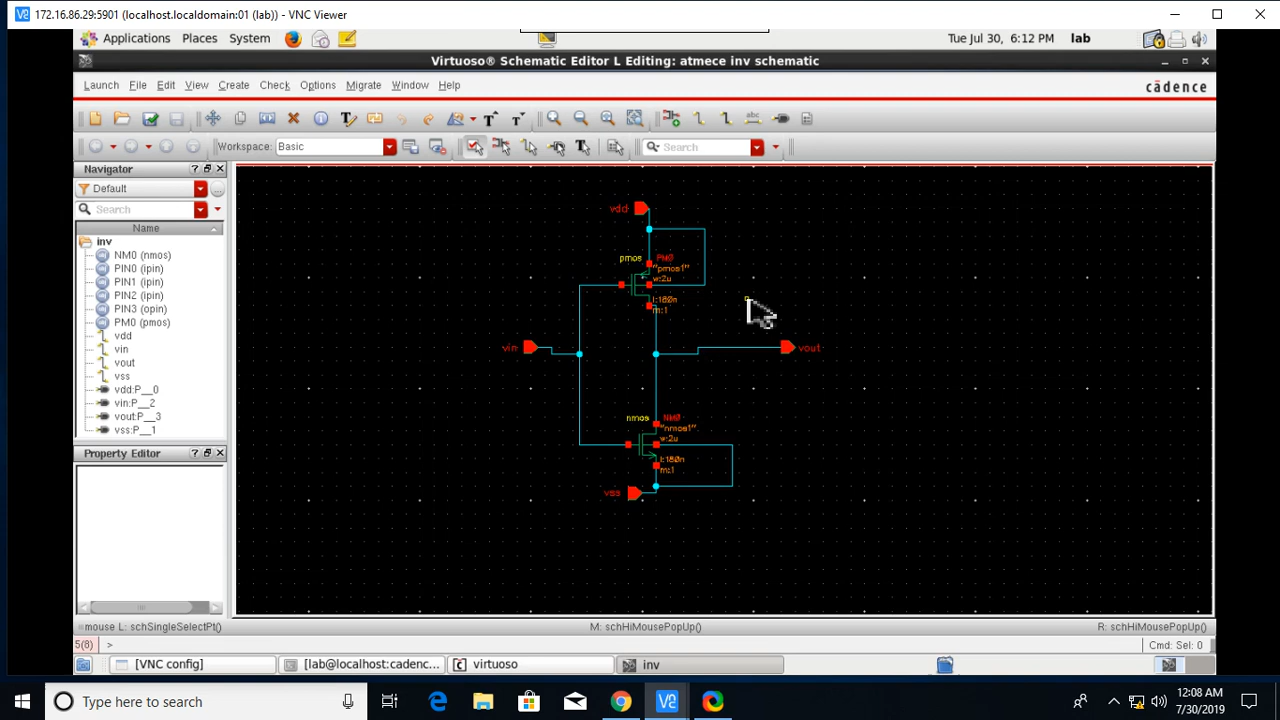 172.16.86.29:5901 (localhost.localdomain:01 (lab)) - VNC Viewer
Applications Places System
Tue Jul 30, 6:12 PM lab
Virtuoso® Schematic Editor L Editing: atmece inv schematic
Launch File Edit View Create Check Options Migrate Window Help
cādence
Workspace: Basic
Search
Navigator
Default
Search
Name
inv
NM0 (nmos)
PIN0 (ipin)
PIN1 (ipin)
PIN2 (ipin)
PIN3 (opin)
PM0 (pmos)
vdd
vin
vout
vss
vdd:P__0
vin:P__2
vout:P__3
vss:P__1
Property Editor
vdd
pmos PM0
"pmos1"
w:2u
l:180n
m:1
vin
vout
nmos NM0
"nmos1"
w:2u
l:180n
m:1
vss
mouse L: schSingleSelectPt()
M: schHiMousePopUp()
R: schHiMousePopUp()
5(8) >
Cmd: Sel: 0
[VNC config]
[lab@localhost:cadenc...
virtuoso
inv
Type here to search
12:08 AM
7/30/2019